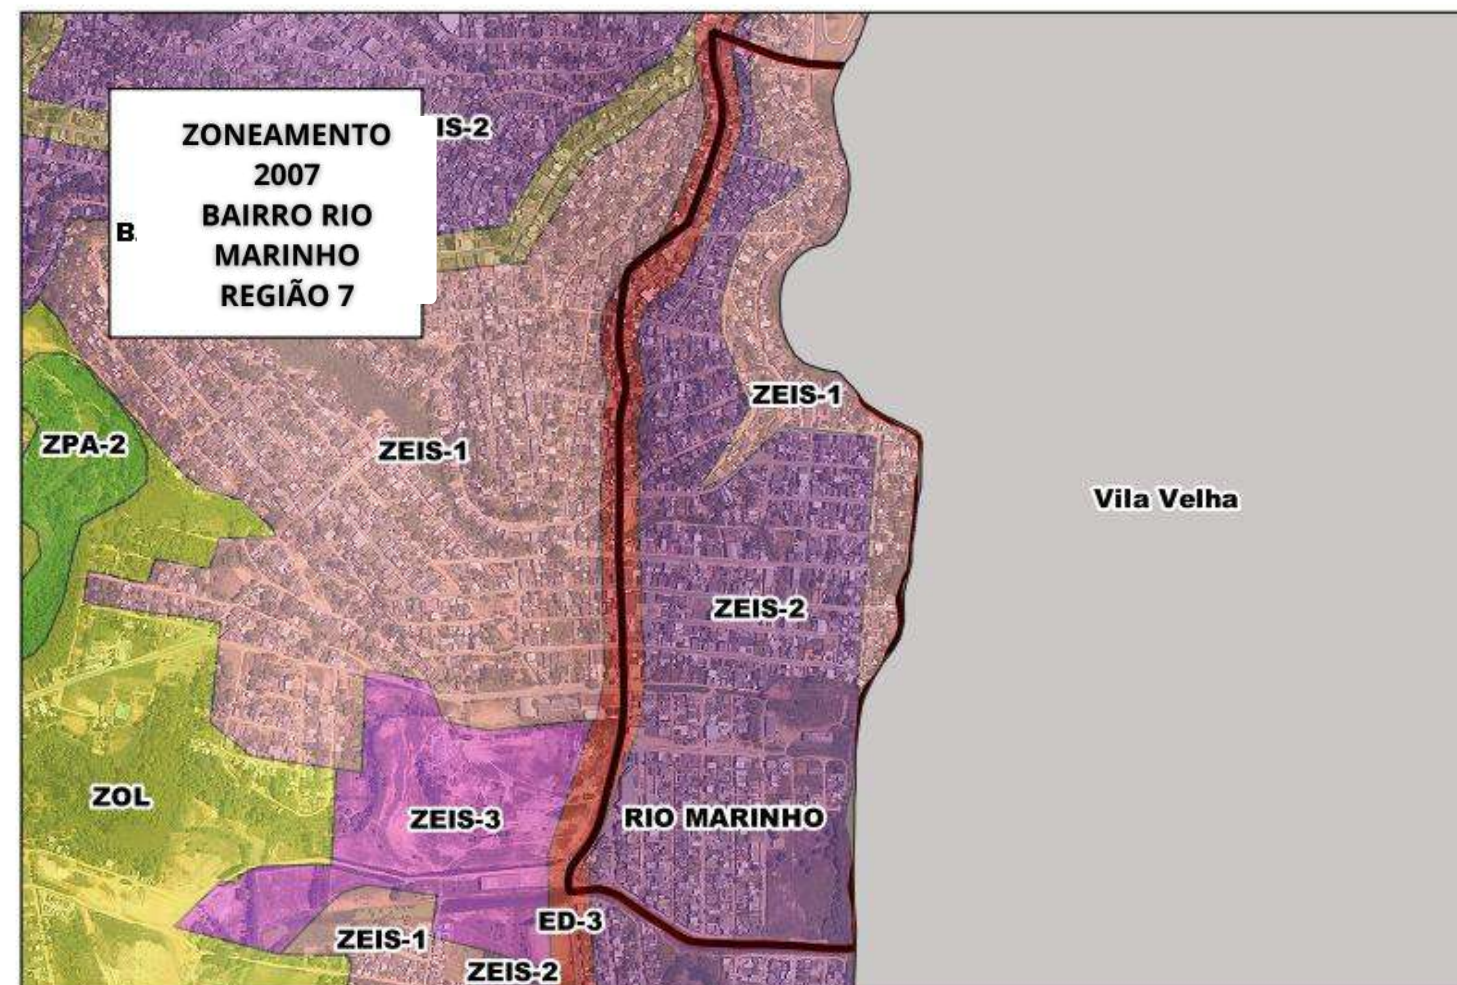 IS-2
ZONEAMENTO
2007
BAIRRO RIO
MARINHO
REGIÃO 7
B
ZEIS-1
ZPA-2
ZEIS-1
Vila Velha
ZEIS-2
ZOL
ZEIS-3
RIO MARINHO
ED-3
ZEIS-1
ZEIS-2